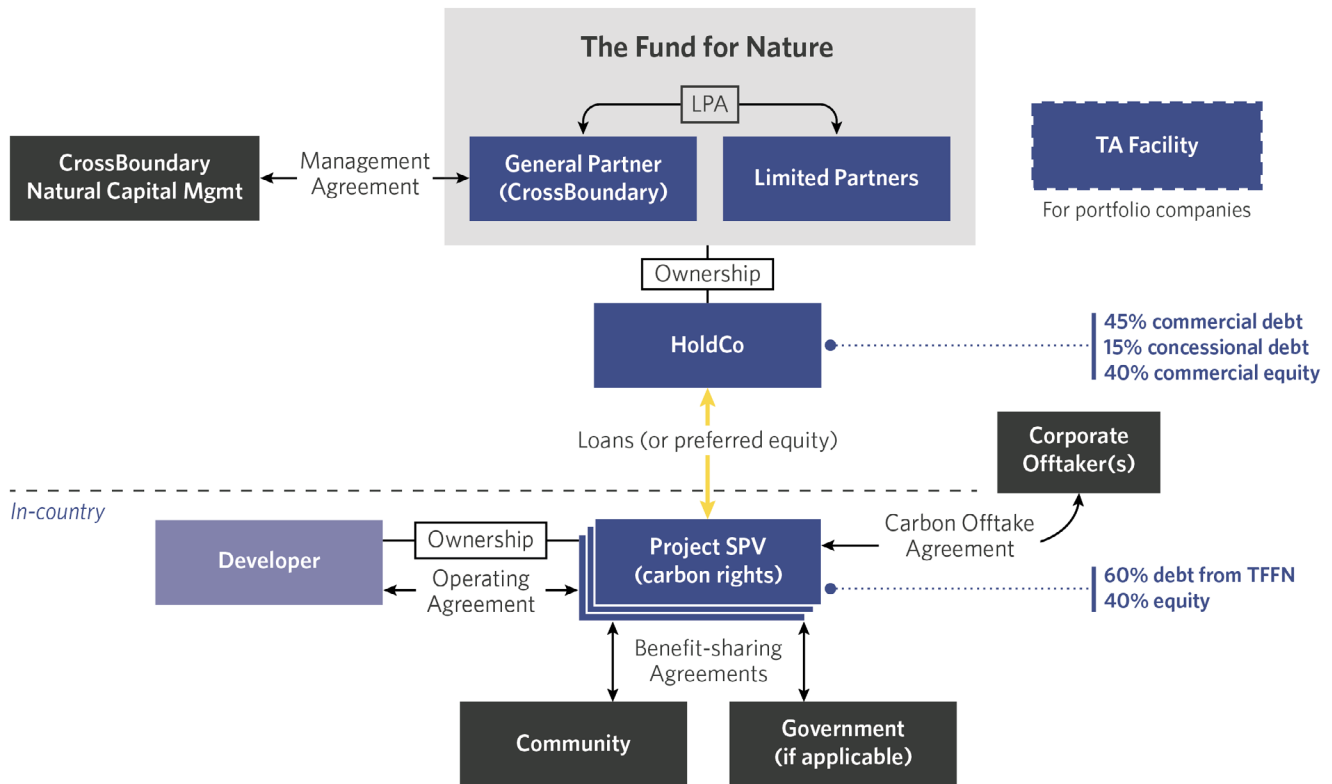 The Fund for Nature
LPA
CrossBoundary
Natural Capital Mgmt
Management
Agreement
General Partner
(CrossBoundary)
Limited Partners
TA Facility
For portfolio companies
Ownership
HoldCo
45% commercial debt
15% concessional debt
40% commercial equity
Loans (or preferred equity)
Corporate
Offtaker(s)
In-country
Developer
Ownership
Operating
Agreement
Project SPV
(carbon rights)
Carbon Offtake
Agreement
60% debt from TFFN
40% equity
Benefit-sharing
Agreements
Community
Government
(if applicable)